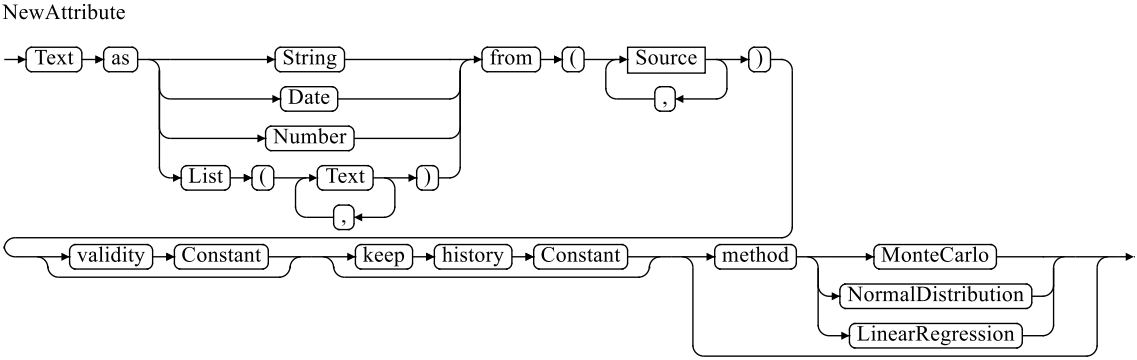 NewAttribute
Text as String from ( Source )
Date ,
Number
List ( Text )
,
validity Constant keep history Constant method MonteCarlo
NormalDistribution
LinearRegression